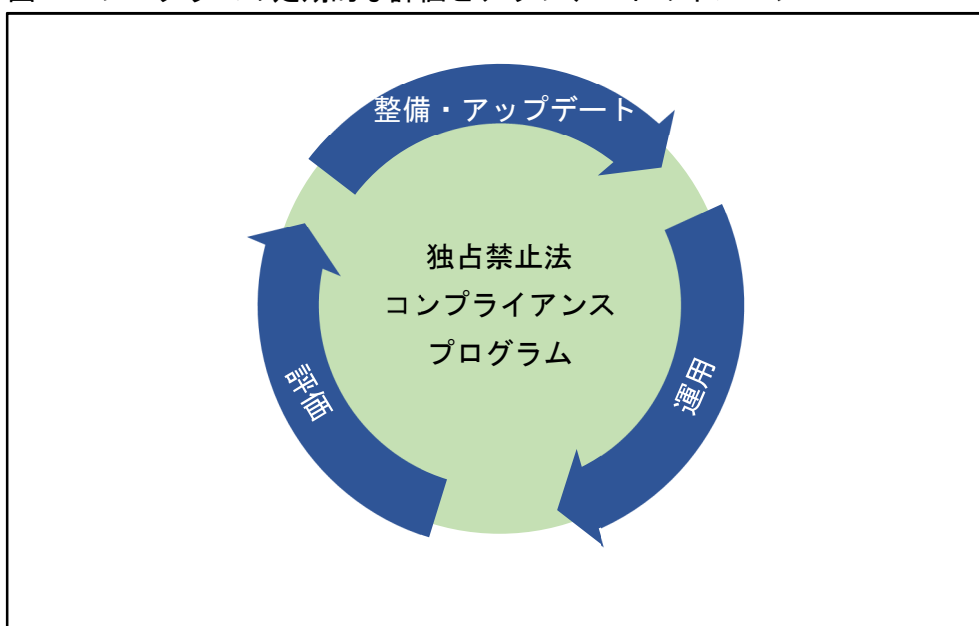 整備・アップデート
独占禁止法
コンプライアンス
プログラム
運用
評価